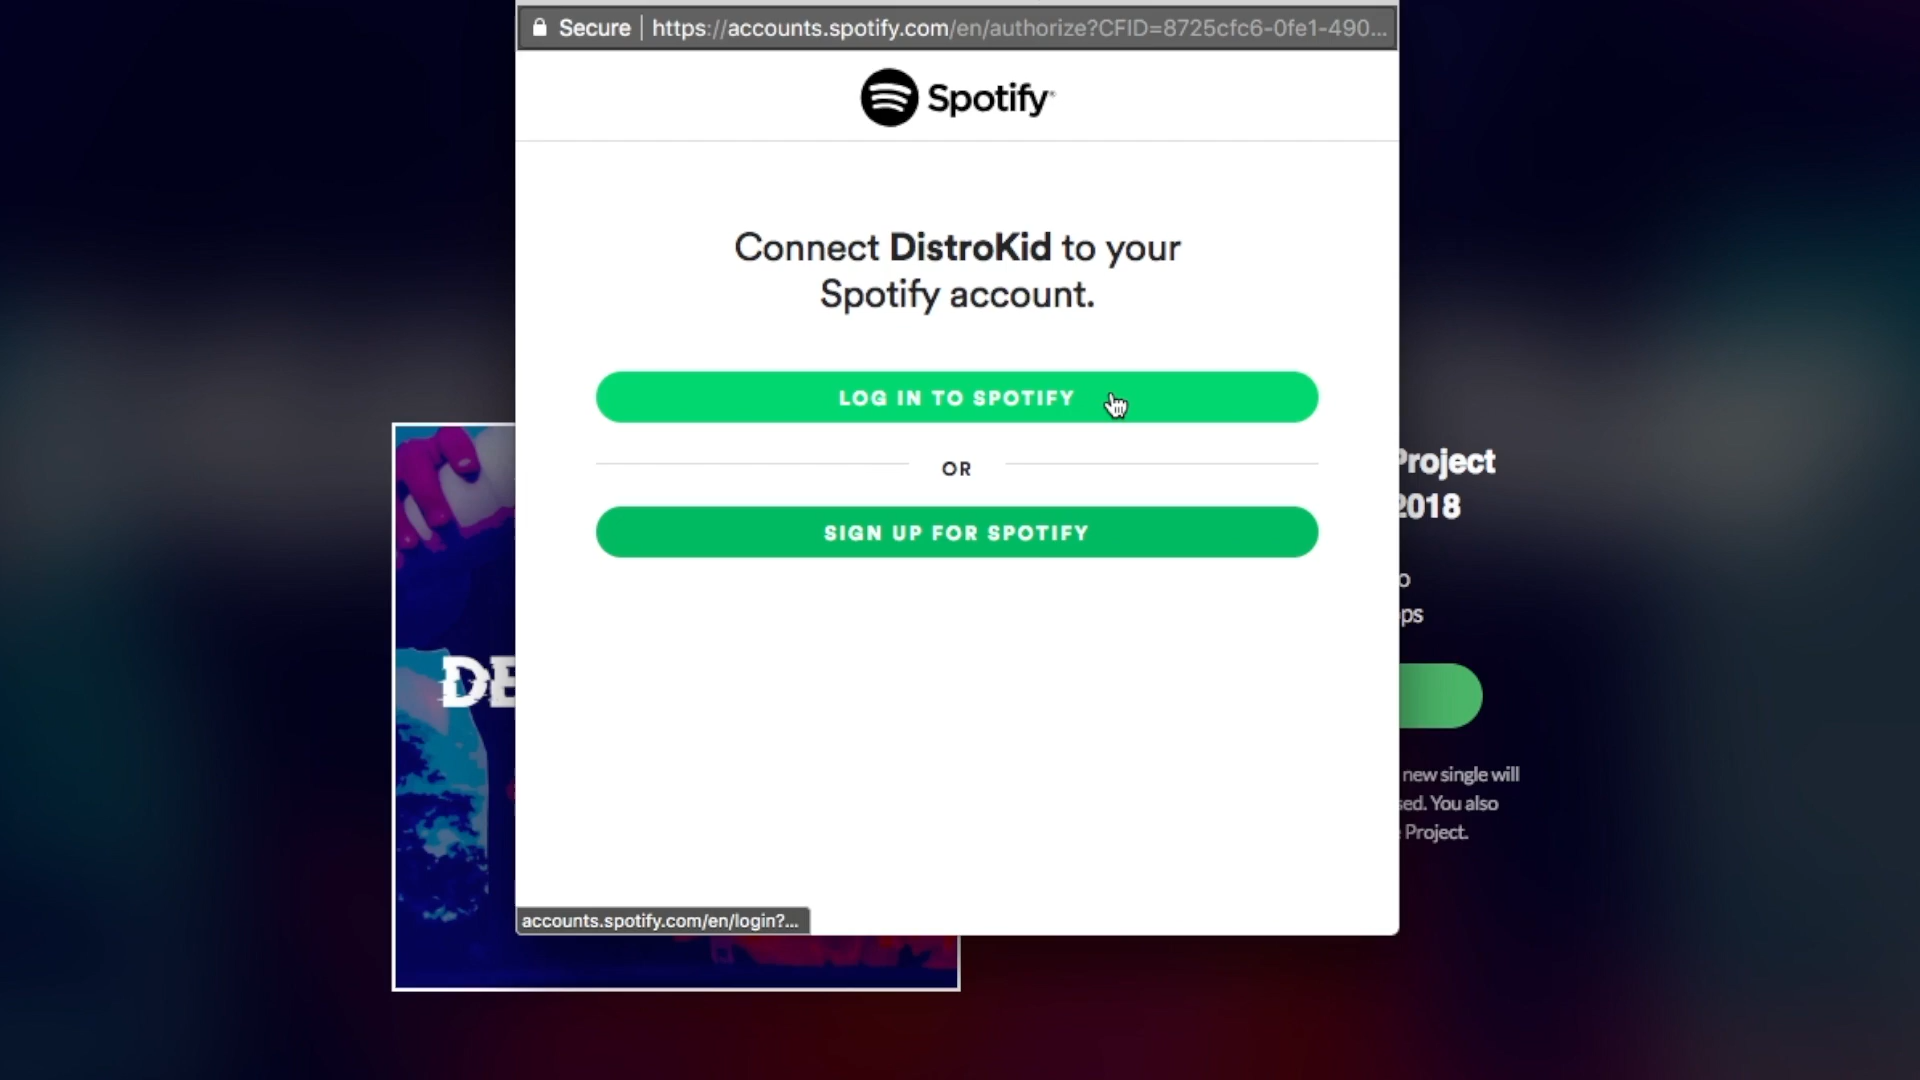 Secure | https://accounts.spotify.com/en/authorize?CFID=8725cfc6-0fe1-490...
Spotify
Connect DistroKid to your
Spotify account.
LOG IN TO SPOTIFY
OR
SIGN UP FOR SPOTIFY
Project
2018
new single will
You also
Project.
accounts.spotify.com/en/login?...